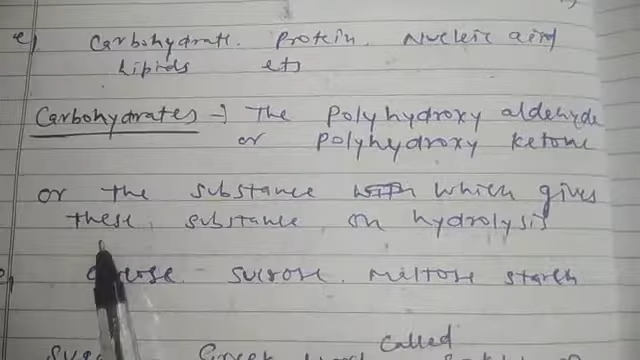 e) Carbohydrate. Protein. Nucleic acid
Lipids etc
Carbohydrates → The Polyhydroxy aldehyde
or Polyhydroxy ketone
or the substance which gives
these substance on hydrolysis
sucrose. Maltose starch
called